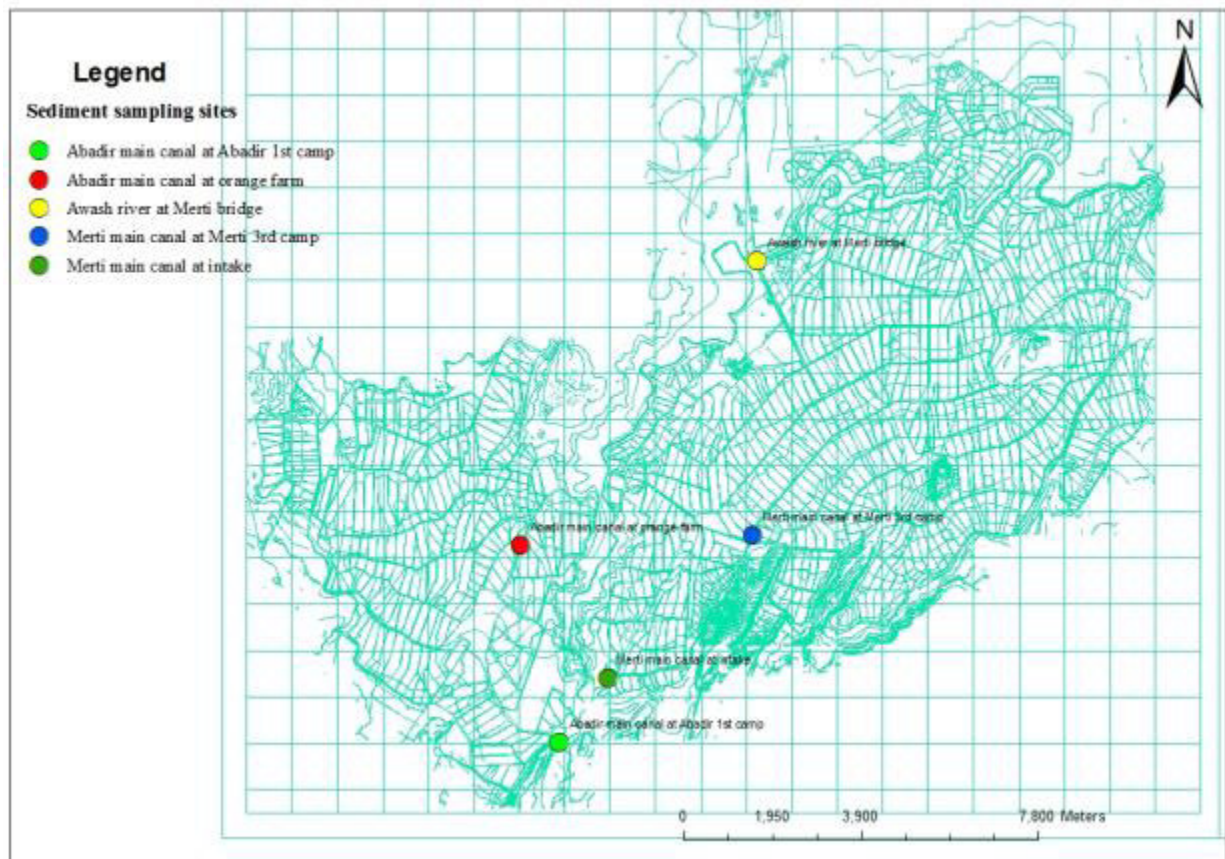 N
Legend
Sediment sampling sites
Abadir main canal at Abadir 1st camp
Abadir main canal at orange farm
Awash river at Merti bridge
Merti main canal at Merti 3rd camp
Merti main canal at intake
Awash river at Merti bridge
Merti main canal at Merti 3rd camp
Abadir main canal at orange farm
Merti main canal at intake
Abadir main canal at Abadir 1st camp
0 1,950 3,900 7,800 Meters